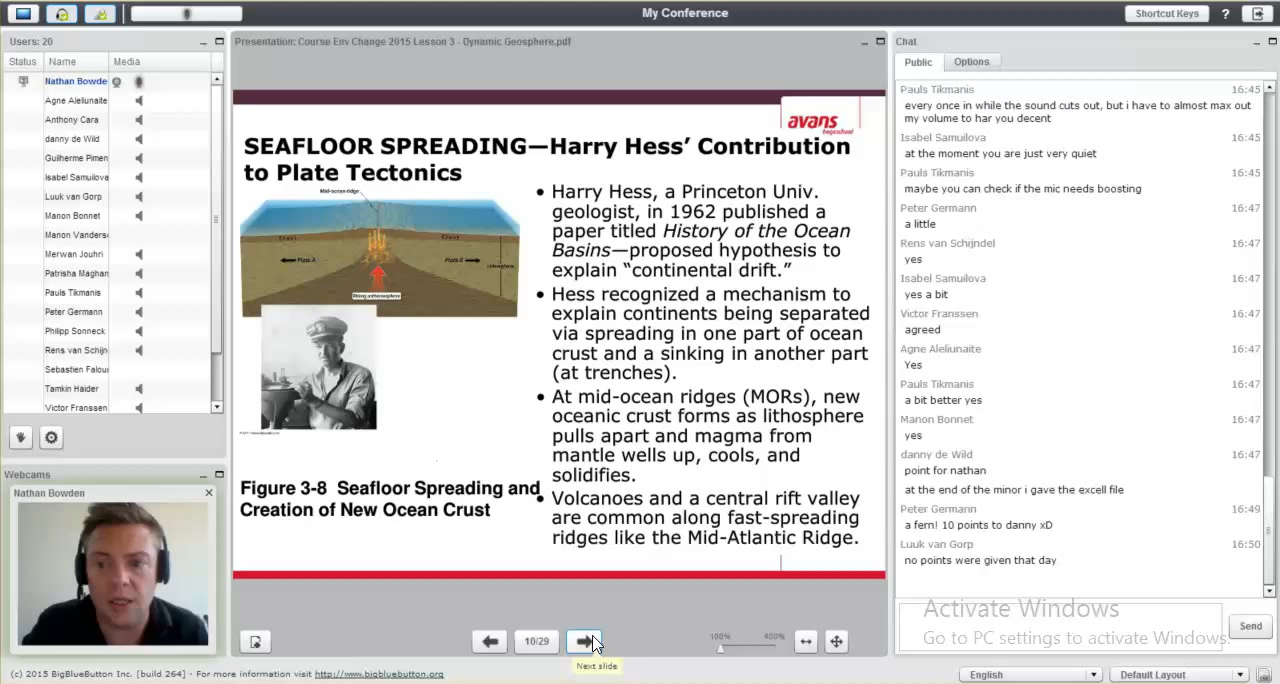 My Conference
Shortcut Keys
?
Users: 20
Status Name Media
Nathan Bowde
Agne Aleliunaite
Anthony Cara
danny de Wild
Guilherme Pimen
Isabel Samuilova
Luuk van Gorp
Manon Bonnet
Manon Vanders
Merwan Jouhri
Patrisha Maghan
Pauls Tikmanis
Peter Germann
Philipp Sonneck
Rens van Schijn
Sebastien Falou
Tamkin Haider
Victor Franssen
Webcams
Nathan Bowden
Presentation: Course Env Change 2015 Lesson 3 - Dynamic Geosphere.pdf
avans
hogeschool
SEAFLOOR SPREADING—Harry Hess’ Contribution
to Plate Tectonics
Mid-ocean ridge
Crust
Crust
Plate A
Plate B
Lithosphere
Rising asthenosphere
Figure 3-8 Seafloor Spreading and
Creation of New Ocean Crust
• Harry Hess, a Princeton Univ.
geologist, in 1962 published a
paper titled History of the Ocean
Basins—proposed hypothesis to
explain “continental drift.”
• Hess recognized a mechanism to
explain continents being separated
via spreading in one part of ocean
crust and a sinking in another part
(at trenches).
• At mid-ocean ridges (MORs), new
oceanic crust forms as lithosphere
pulls apart and magma from
mantle wells up, cools, and
solidifies.
• Volcanoes and a central rift valley
are common along fast-spreading
ridges like the Mid-Atlantic Ridge.
10/29
Next slide
100% 400%
Chat
Public Options
Pauls Tikmanis 16:45
every once in while the sound cuts out, but i have to almost max out
my volume to har you decent
Isabel Samuilova 16:45
at the moment you are just very quiet
Pauls Tikmanis 16:45
maybe you can check if the mic needs boosting
Peter Germann 16:47
a little
Rens van Schijndel 16:47
yes
Isabel Samuilova 16:47
yes a bit
Victor Franssen 16:47
agreed
Agne Aleliunaite 16:47
Yes
Pauls Tikmanis 16:47
a bit better yes
Manon Bonnet 16:47
yes
danny de Wild 16:47
point for nathan
at the end of the minor i gave the excell file
Peter Germann 16:49
a fern! 10 points to danny xD
Luuk van Gorp 16:50
no points were given that day
Activate Windows
Go to PC settings to activate Windows.
Send
(c) 2015 BigBlueButton Inc. [build 264] - For more information visit http://www.bigbluebutton.org
English
Default Layout